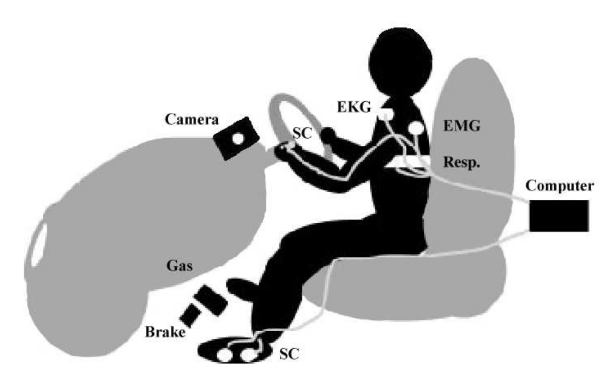 EKG
Camera
SC
EMG
Resp.
Computer
Gas
Brake
SC